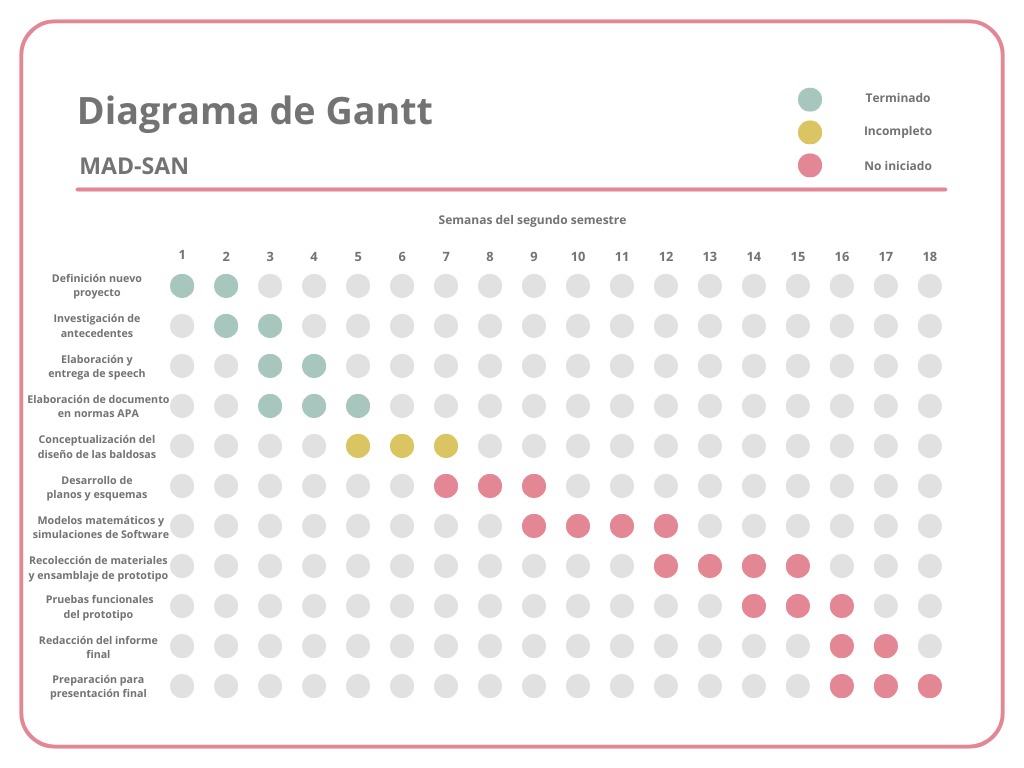 Diagrama de Gantt
MAD-SAN
Terminado
Incompleto
No iniciado
Semanas del segundo semestre
1 2 3 4 5 6 7 8 9 10 11 12 13 14 15 16 17 18
Definición nuevo
proyecto
Investigación de
antecedentes
Elaboración y
entrega de speech
Elaboración de documento
en normas APA
Conceptualización del
diseño de las baldosas
Desarrollo de
planos y esquemas
Modelos matemáticos y
simulaciones de Software
Recolección de materiales
y ensamblaje de prototipo
Pruebas funcionales
del prototipo
Redacción del informe
final
Preparación para
presentación final